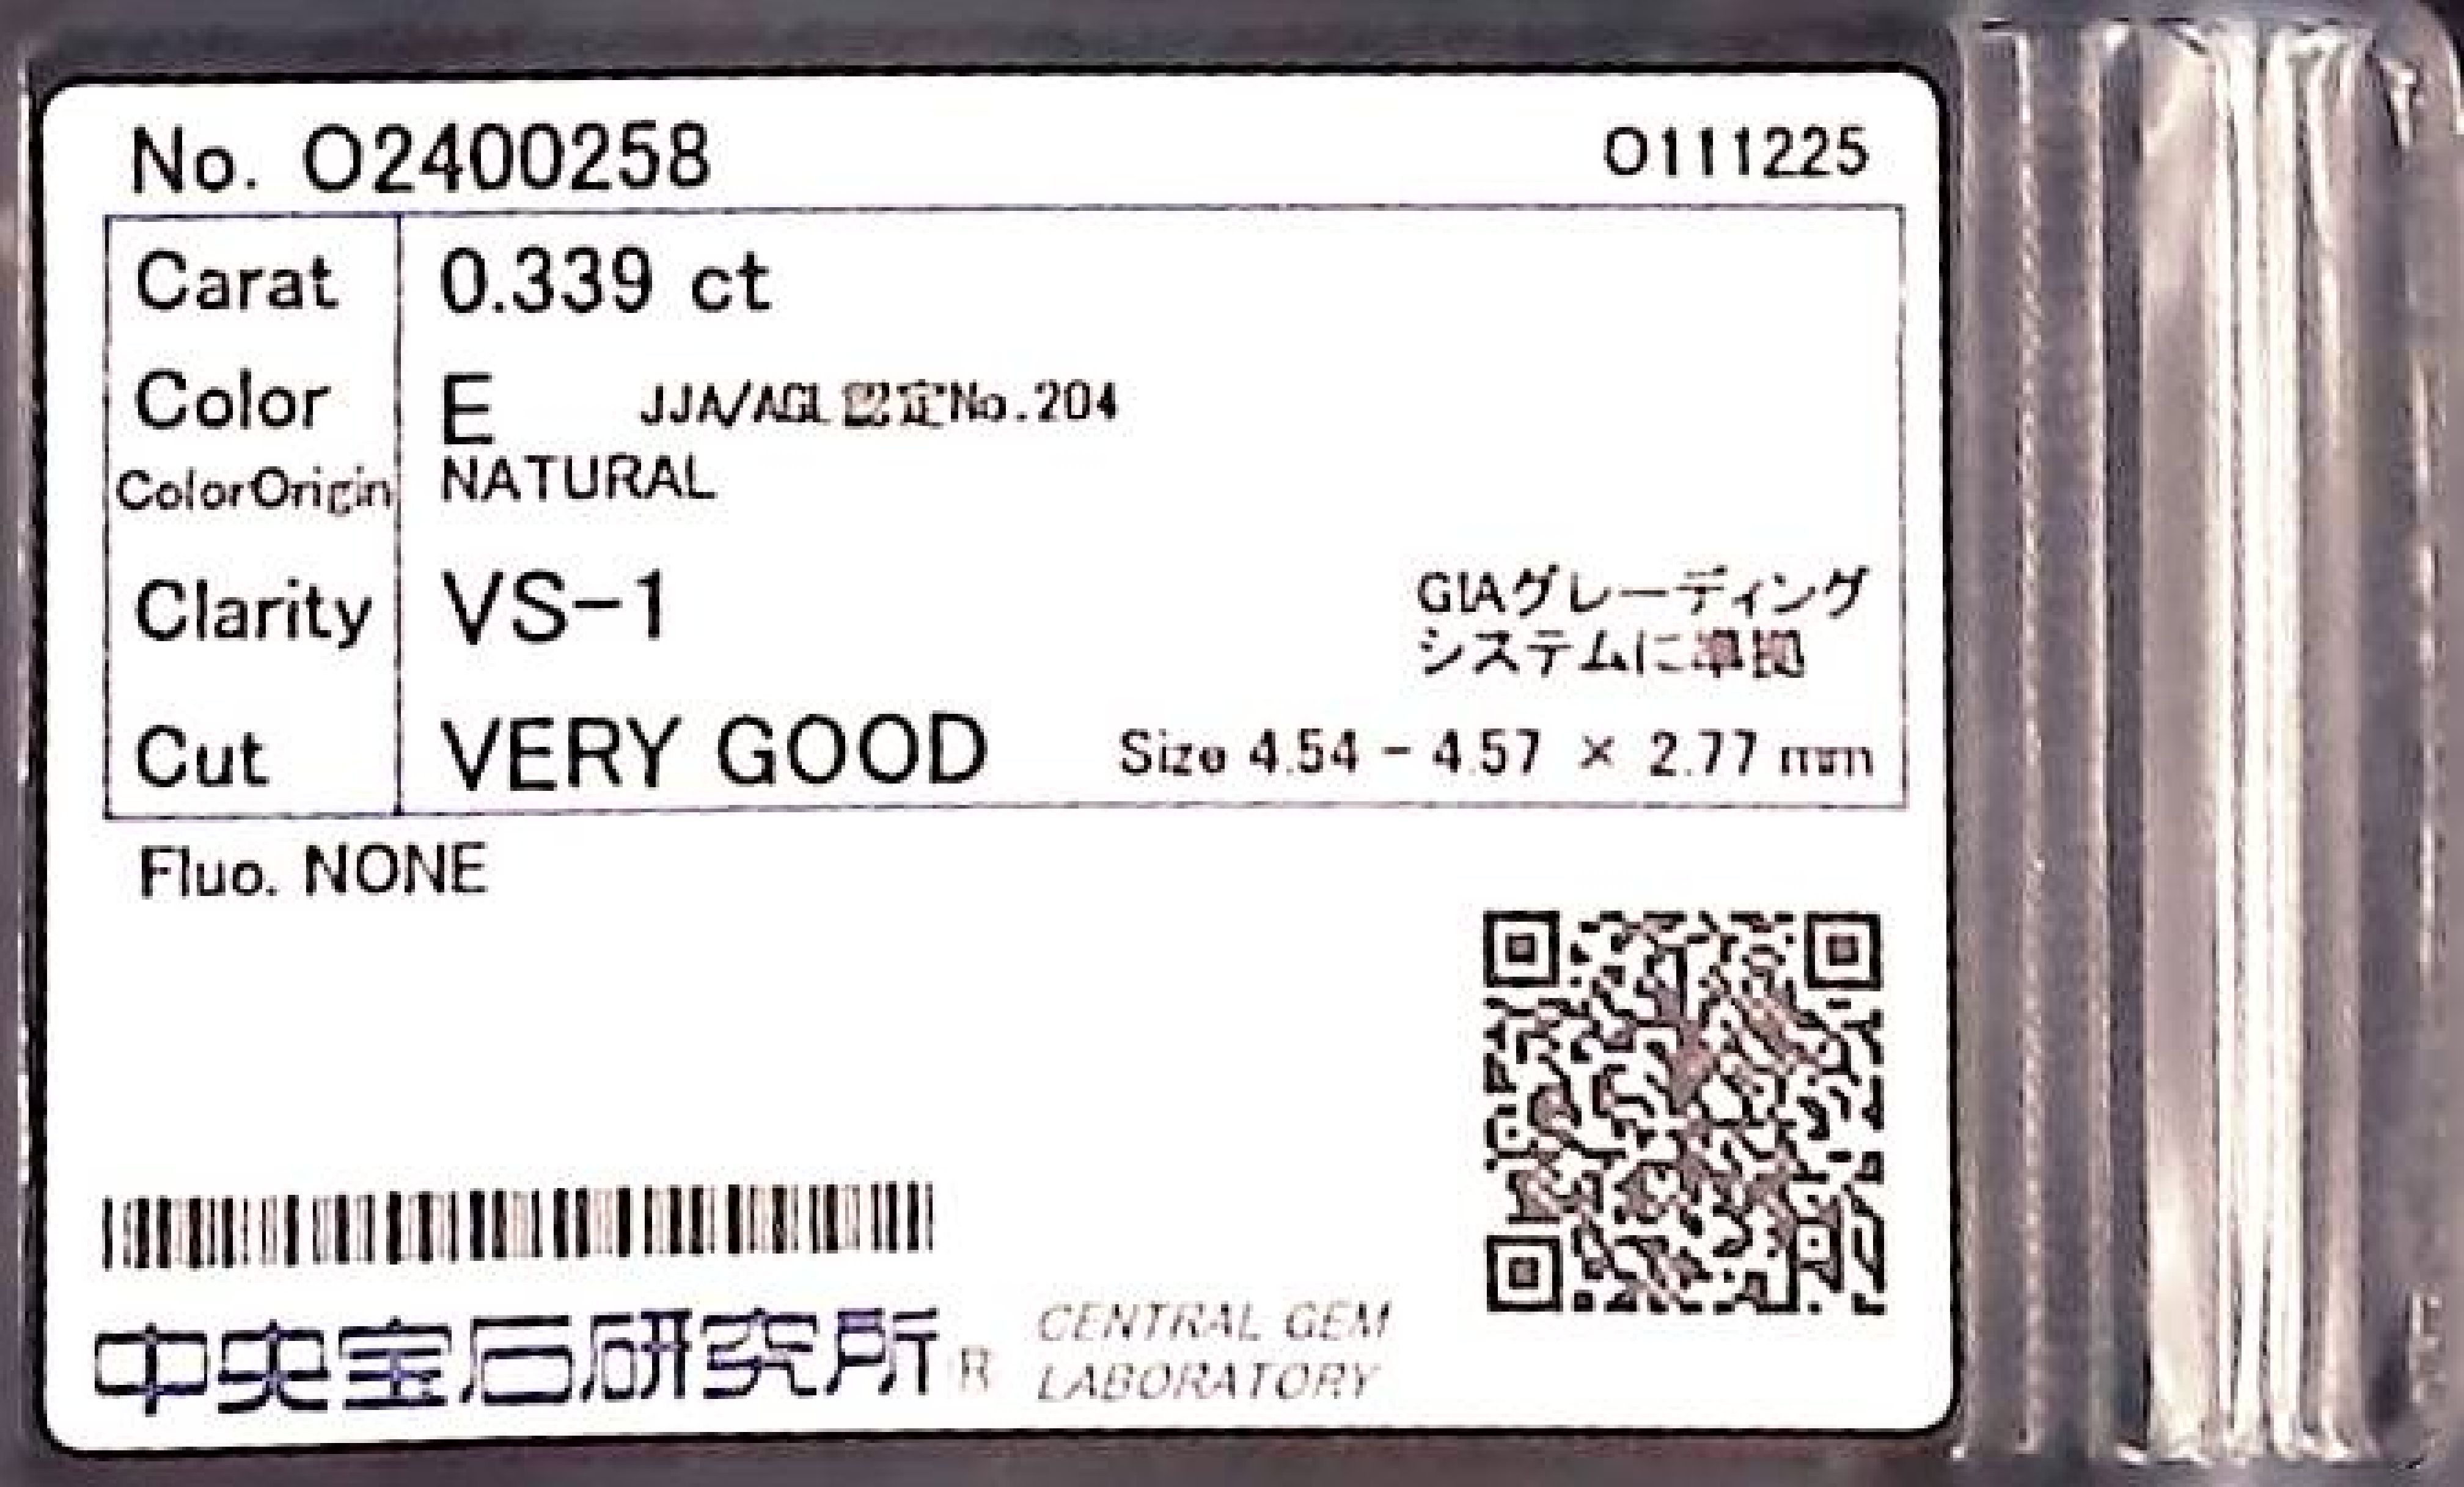 No. O2400258 O111225
Carat 0.339 ct
Color E JJA/AGL 認定No.204
ColorOrigin NATURAL
Clarity VS-1
GIAグレーディング
システムに準拠
Cut VERY GOOD Size 4.54 - 4.57 × 2.77 mm
Fluo. NONE
中央宝石研究所 R
CENTRAL GEM
LABORATORY